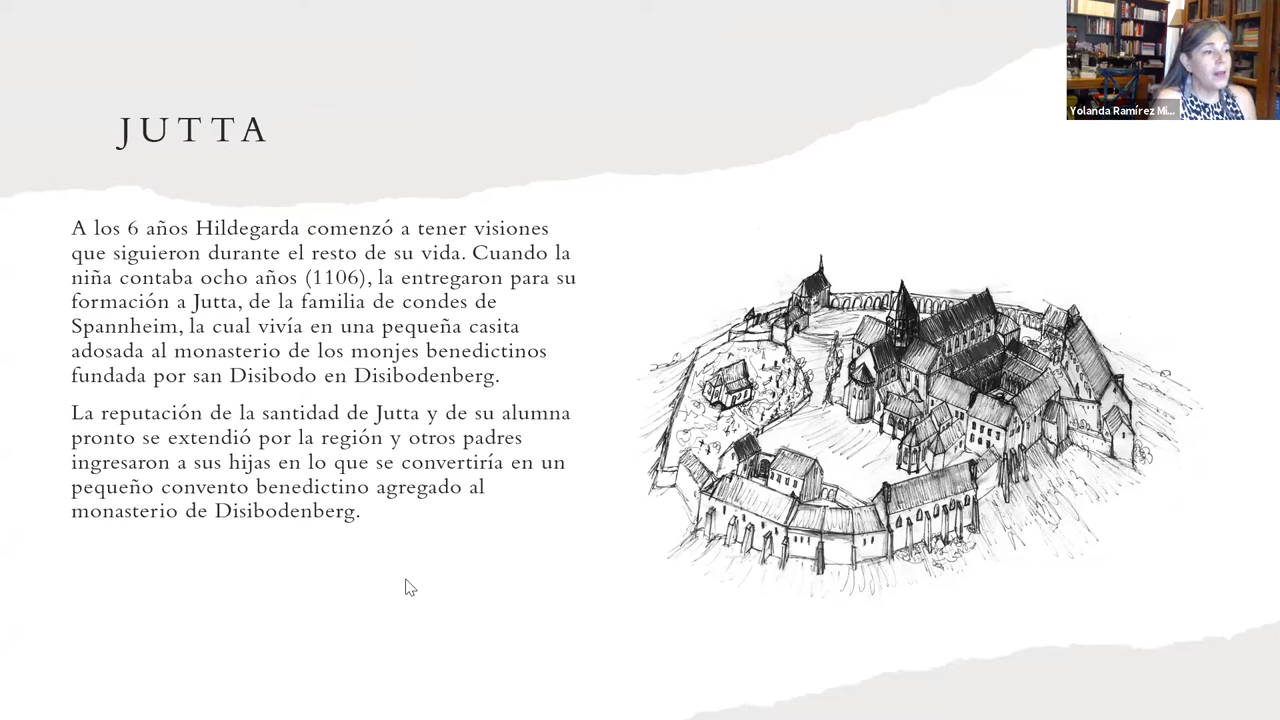 Yolanda Ramírez Mi...
JUTTA
A los 6 años Hildegarda comenzó a tener visiones
que siguieron durante el resto de su vida. Cuando la
niña contaba ocho años (1106), la entregaron para su
formación a Jutta, de la familia de condes de
Spannheim, la cual vivía en una pequeña casita
adosada al monasterio de los monjes benedictinos
fundada por san Disibodo en Disibodenberg.
La reputación de la santidad de Jutta y de su alumna
pronto se extendió por la región y otros padres
ingresaron a sus hijas en lo que se convertiría en un
pequeño convento benedictino agregado al
monasterio de Disibodenberg.